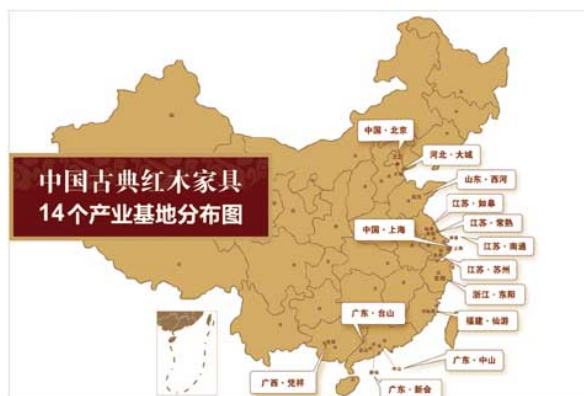 中国古典红木家具
14个产业基地分布图
中国·北京
河北·大城
山东·西河
江苏·如皋
江苏·常熟
中国·上海
江苏·南通
江苏·苏州
浙江·东阳
福建·仙游
广东·台山
广东·中山
广西·凭祥
广东·新会